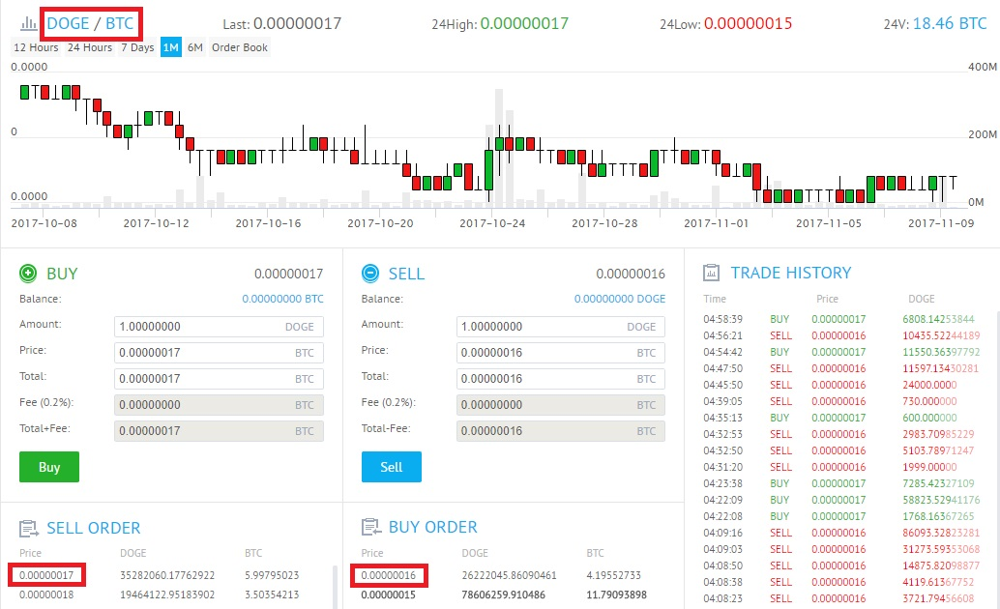 DOGE / BTC Last: 0.00000017 24High: 0.00000017 24Low: 0.00000015 24V: 18.46 BTC
12 Hours 24 Hours 7 Days 1M 6M Order Book
0.0000 400M
0 200M
0.0000 0M
2017-10-08 2017-10-12 2017-10-16 2017-10-20 2017-10-24 2017-10-28 2017-11-01 2017-11-05 2017-11-09
BUY 0.00000017
Balance: 0.00000000 BTC
Amount: 1.00000000 DOGE
Price: 0.00000017 BTC
Total: 0.00000017 BTC
Fee (0.2%): 0.00000000 BTC
Total+Fee: 0.00000017 BTC
Buy
SELL 0.00000016
Balance: 0.00000000 DOGE
Amount: 1.00000000 DOGE
Price: 0.00000016 BTC
Total: 0.00000016 BTC
Fee (0.2%): 0.00000000 BTC
Total-Fee: 0.00000016 BTC
Sell
TRADE HISTORY
Time Price DOGE
04:58:39 BUY 0.00000017 6808.14253844
04:56:21 SELL 0.00000016 10435.52244189
04:54:42 BUY 0.00000017 11550.36397792
04:47:50 SELL 0.00000016 11597.13430281
04:45:50 SELL 0.00000016 24000.0000
04:39:05 SELL 0.00000016 730.000000
04:35:13 BUY 0.00000017 600.000000
04:32:53 SELL 0.00000016 2983.70985229
04:32:50 SELL 0.00000016 5103.78971247
04:31:20 SELL 0.00000016 1999.00000
04:23:38 BUY 0.00000017 7285.42327109
04:22:09 BUY 0.00000017 58823.52941176
04:22:08 BUY 0.00000017 1768.16367265
04:09:16 SELL 0.00000016 86093.32823281
04:09:03 SELL 0.00000016 31273.59353068
04:08:50 SELL 0.00000016 14875.82098877
04:08:38 SELL 0.00000016 4119.61367752
04:08:23 SELL 0.00000016 3721.79456608
SELL ORDER
Price DOGE BTC
0.00000017 35282060.17762922 5.99795023
0.00000018 19464122.95183902 3.50354213
BUY ORDER
Price DOGE BTC
0.00000016 26222045.86090461 4.19552733
0.00000015 78606259.910486 11.79093898